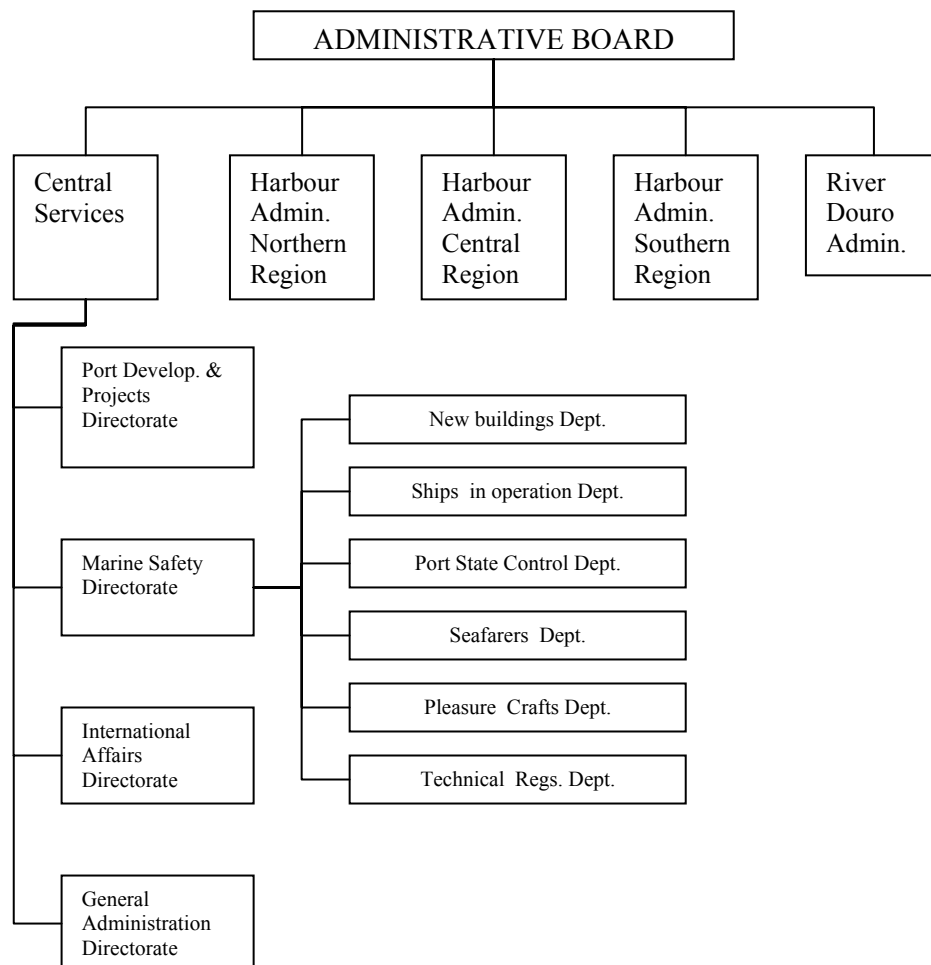 ADMINISTRATIVE BOARD
Central
Services
Harbour
Admin.
Northern
Region
Harbour
Admin.
Central
Region
Harbour
Admin.
Southern
Region
River
Douro
Admin.
Port Develop. &
Projects
Directorate
Marine Safety
Directorate
International
Affairs
Directorate
General
Administration
Directorate
New buildings Dept.
Ships in operation Dept.
Port State Control Dept.
Seafarers Dept.
Pleasure Crafts Dept.
Technical Regs. Dept.